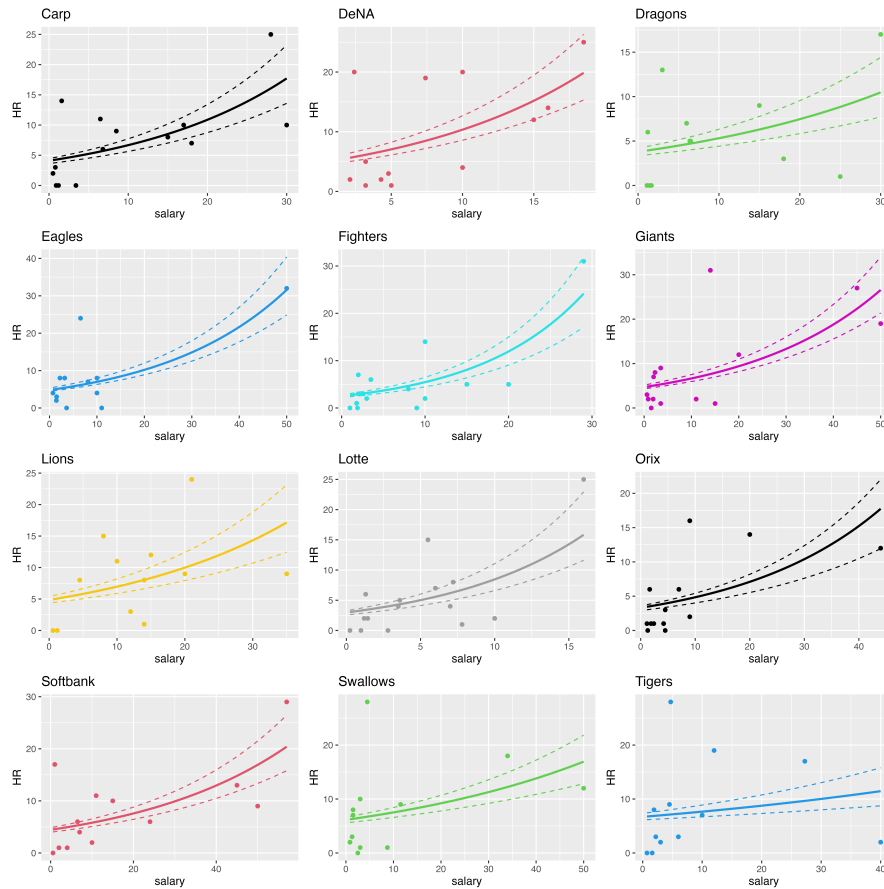 Carp DeNA Dragons
HR 25 20 15 10 5 0
0 10 20 30
salary
HR 20 10 0
5 10 15
salary
HR 15 10 5 0
0 10 20 30
salary
Eagles Fighters Giants
HR 40 30 20 10 0
0 10 20 30 40 50
salary
HR 30 20 10 0
0 10 20 30
salary
HR 30 20 10 0
0 10 20 30 40 50
salary
Lions Lotte Orix
HR 25 20 15 10 5 0
0 10 20 30
salary
HR 25 20 15 10 5 0
0 5 10 15
salary
HR 20 15 10 5 0
0 10 20 30 40
salary
Softbank Swallows Tigers
HR 30 20 10 0
0 20 40
salary
HR 20 10 0
0 10 20 30 40 50
salary
HR 20 10 0
0 10 20 30 40
salary